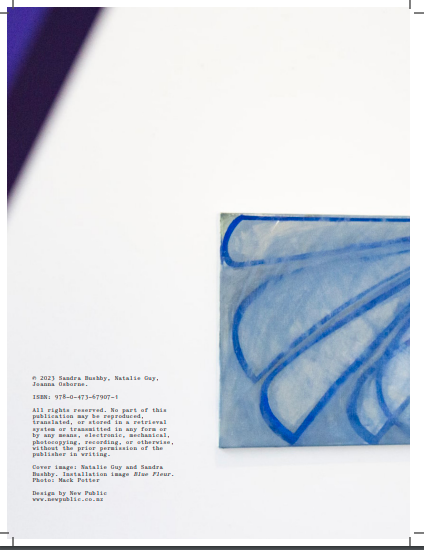 © 2023 Sandra Bushby, Natalie Guy,
Joanna Osborne.
ISBN: 978-0-473-67907-1
All rights reserved. No part of this
publication may be reproduced,
translated, or stored in a retrieval
system or transmitted in any form or
by any means, electronic, mechanical,
photocopying, recording, or otherwise,
without the prior permission of the
publisher in writing.
Cover image: Natalie Guy and Sandra
Bushby. Installation image Blue Fleur.
Photo: Mack Potter
Design by New Public
www.newpublic.co.nz